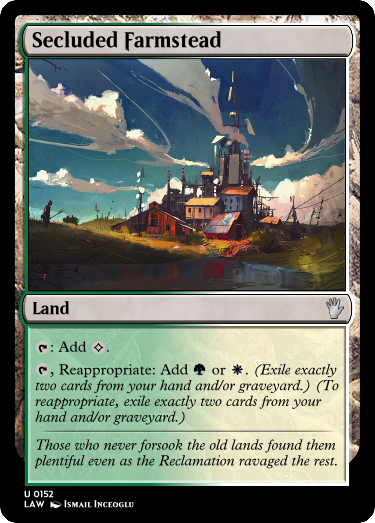 Secluded Farmstead
Land
: Add .
, Reappropriate: Add or . (Exile exactly
two cards from your hand and/or graveyard.) (To
reappropriate, exile exactly two cards from your
hand and/or graveyard.)
Those who never forsook the old lands found them
plentiful even as the Reclamation ravaged the rest.
U 0152
LAW Ismail Inceoglu